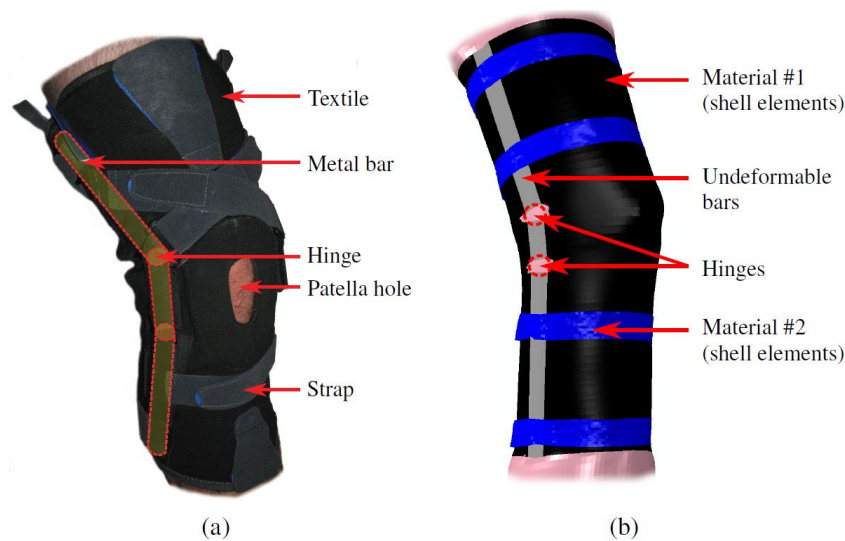 Textile
Metal bar
Hinge
Patella hole
Strap
(a)
Material #1
(shell elements)
Undeformable
bars
Hinges
Material #2
(shell elements)
(b)